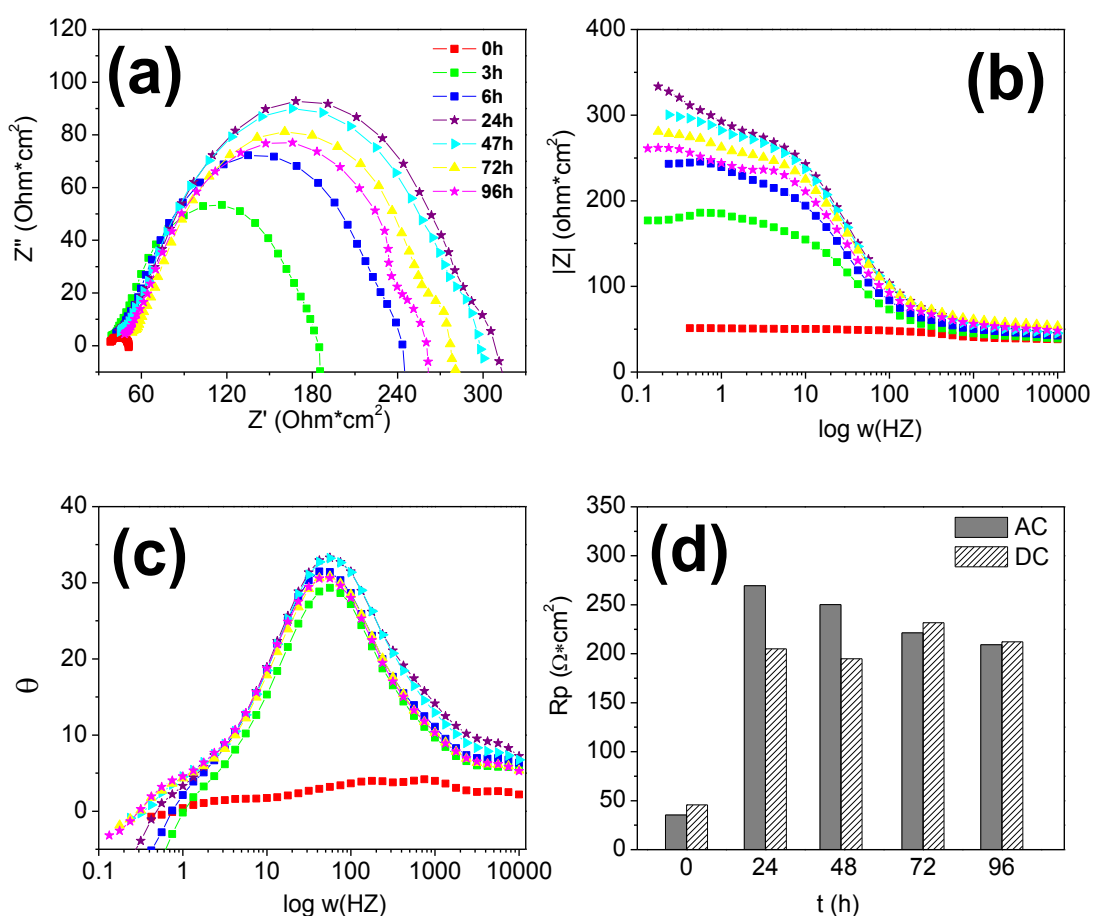 (a)
120
100
80
60
40
20
0
Z'' (Ohm*cm²)
60 120 180 240 300
Z' (Ohm*cm²)
0h
3h
6h
24h
47h
72h
96h
(b)
400
300
200
100
0
|Z| (ohm*cm²)
0.1 1 10 100 1000 10000
log w(HZ)
(c)
40
30
20
10
0
θ
0.1 1 10 100 1000 10000
log w(HZ)
(d)
350
300
250
200
150
100
50
0
Rp (Ω*cm²)
AC
DC
0 24 48 72 96
t (h)